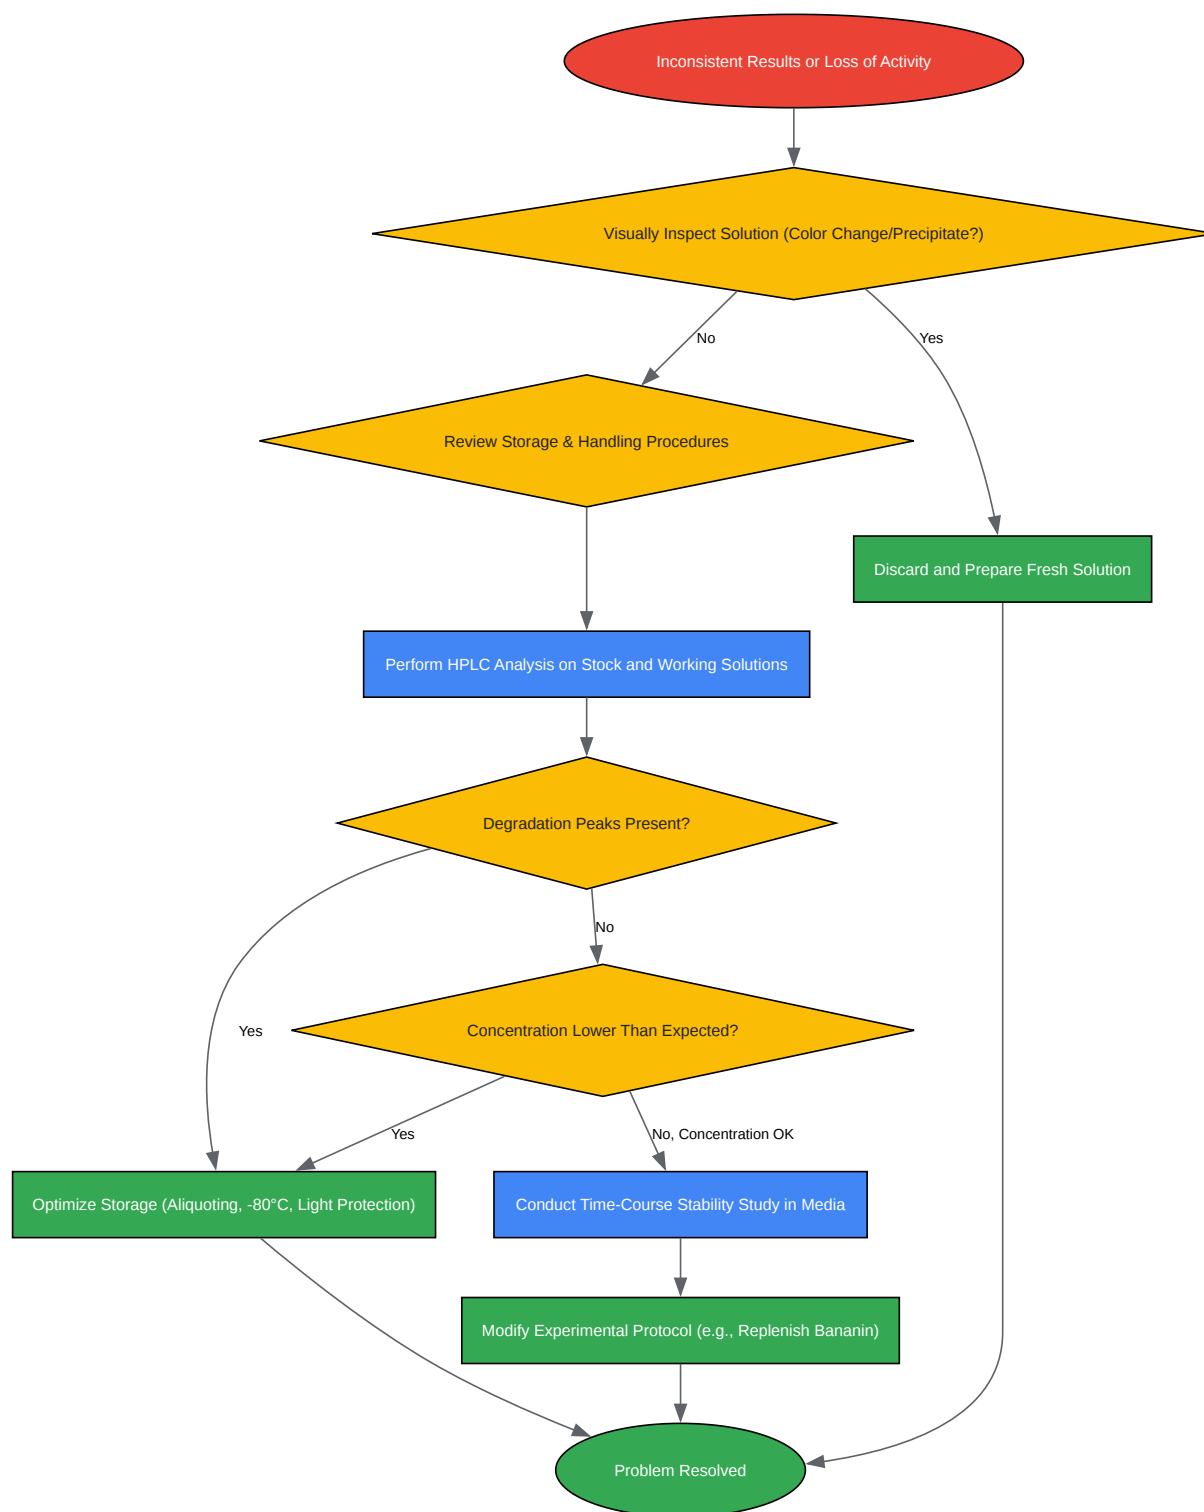 Inconsistent Results or Loss of Activity
Visually Inspect Solution (Color Change/Precipitate?)
No
Yes
Review Storage & Handling Procedures
Discard and Prepare Fresh Solution
Perform HPLC Analysis on Stock and Working Solutions
Degradation Peaks Present?
No
Yes
Concentration Lower Than Expected?
Yes
No, Concentration OK
Optimize Storage (Aliquoting, -80°C, Light Protection)
Conduct Time-Course Stability Study in Media
Modify Experimental Protocol (e.g., Replenish Bananin)
Problem Resolved